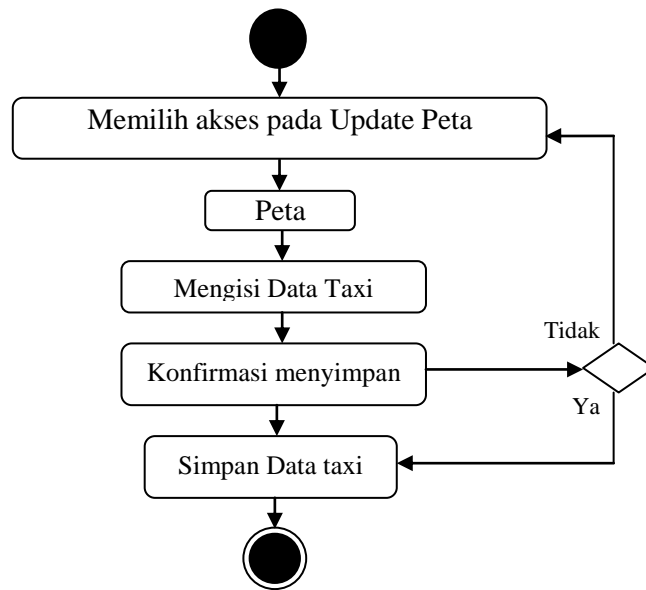 Memilih akses pada Update Peta
Peta
Mengisi Data Taxi
Tidak
Konfirmasi menyimpan
Ya
Simpan Data taxi